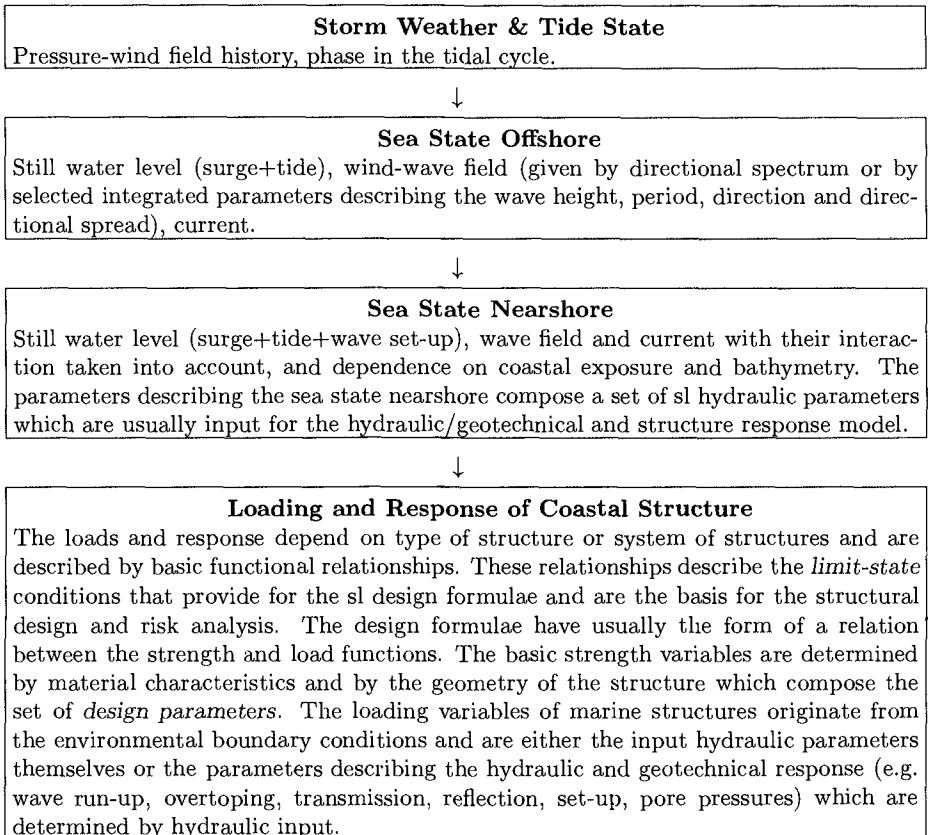 Storm Weather & Tide State
Pressure-wind field history, phase in the tidal cycle.
↓
Sea State Offshore
Still water level (surge+tide), wind-wave field (given by directional spectrum or by
selected integrated parameters describing the wave height, period, direction and direc-
tional spread), current.
↓
Sea State Nearshore
Still water level (surge+tide+wave set-up), wave field and current with their interac-
tion taken into account, and dependence on coastal exposure and bathymetry. The
parameters describing the sea state nearshore compose a set of sl hydraulic parameters
which are usually input for the hydraulic/geotechnical and structure response model.
↓
Loading and Response of Coastal Structure
The loads and response depend on type of structure or system of structures and are
described by basic functional relationships. These relationships describe the limit-state
conditions that provide for the sl design formulae and are the basis for the structural
design and risk analysis. The design formulae have usually the form of a relation
between the strength and load functions. The basic strength variables are determined
by material characteristics and by the geometry of the structure which compose the
set of design parameters. The loading variables of marine structures originate from
the environmental boundary conditions and are either the input hydraulic parameters
themselves or the parameters describing the hydraulic and geotechnical response (e.g.
wave run-up, overtoping, transmission, reflection, set-up, pore pressures) which are
determined by hydraulic input.